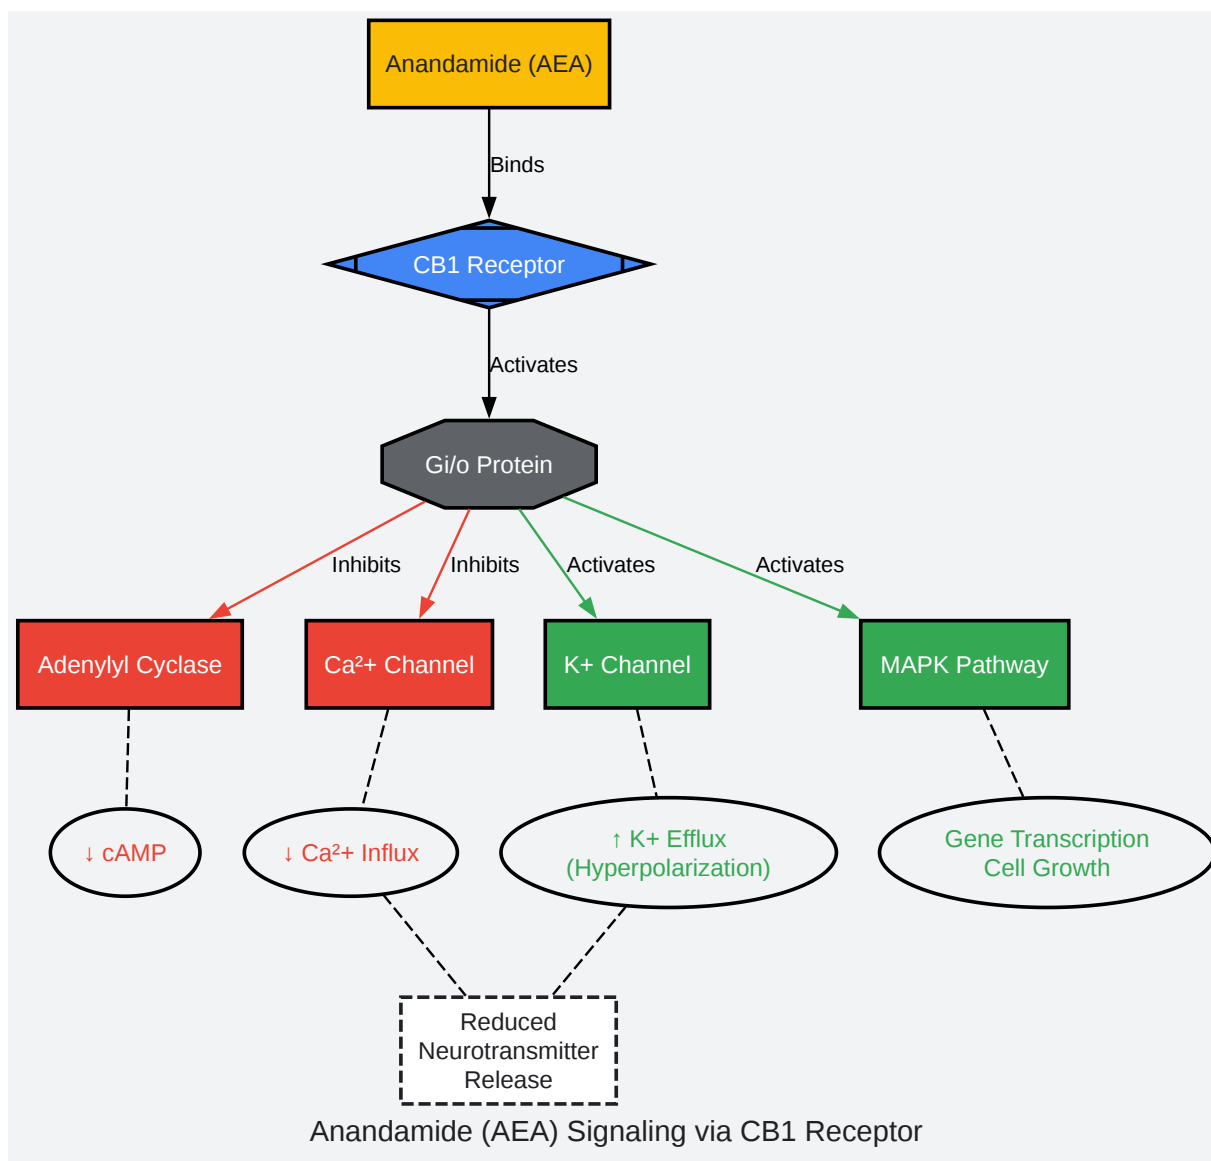 Anandamide (AEA)
Binds
CB1 Receptor
Activates
Gi/o Protein
Inhibits
Inhibits
Activates
Activates
Adenylyl Cyclase
Ca²+ Channel
K+ Channel
MAPK Pathway
↓ cAMP
↓ Ca²+ Influx
↑ K+ Efflux
(Hyperpolarization)
Gene Transcription
Cell Growth
Reduced
Neurotransmitter
Release
Anandamide (AEA) Signaling via CB1 Receptor